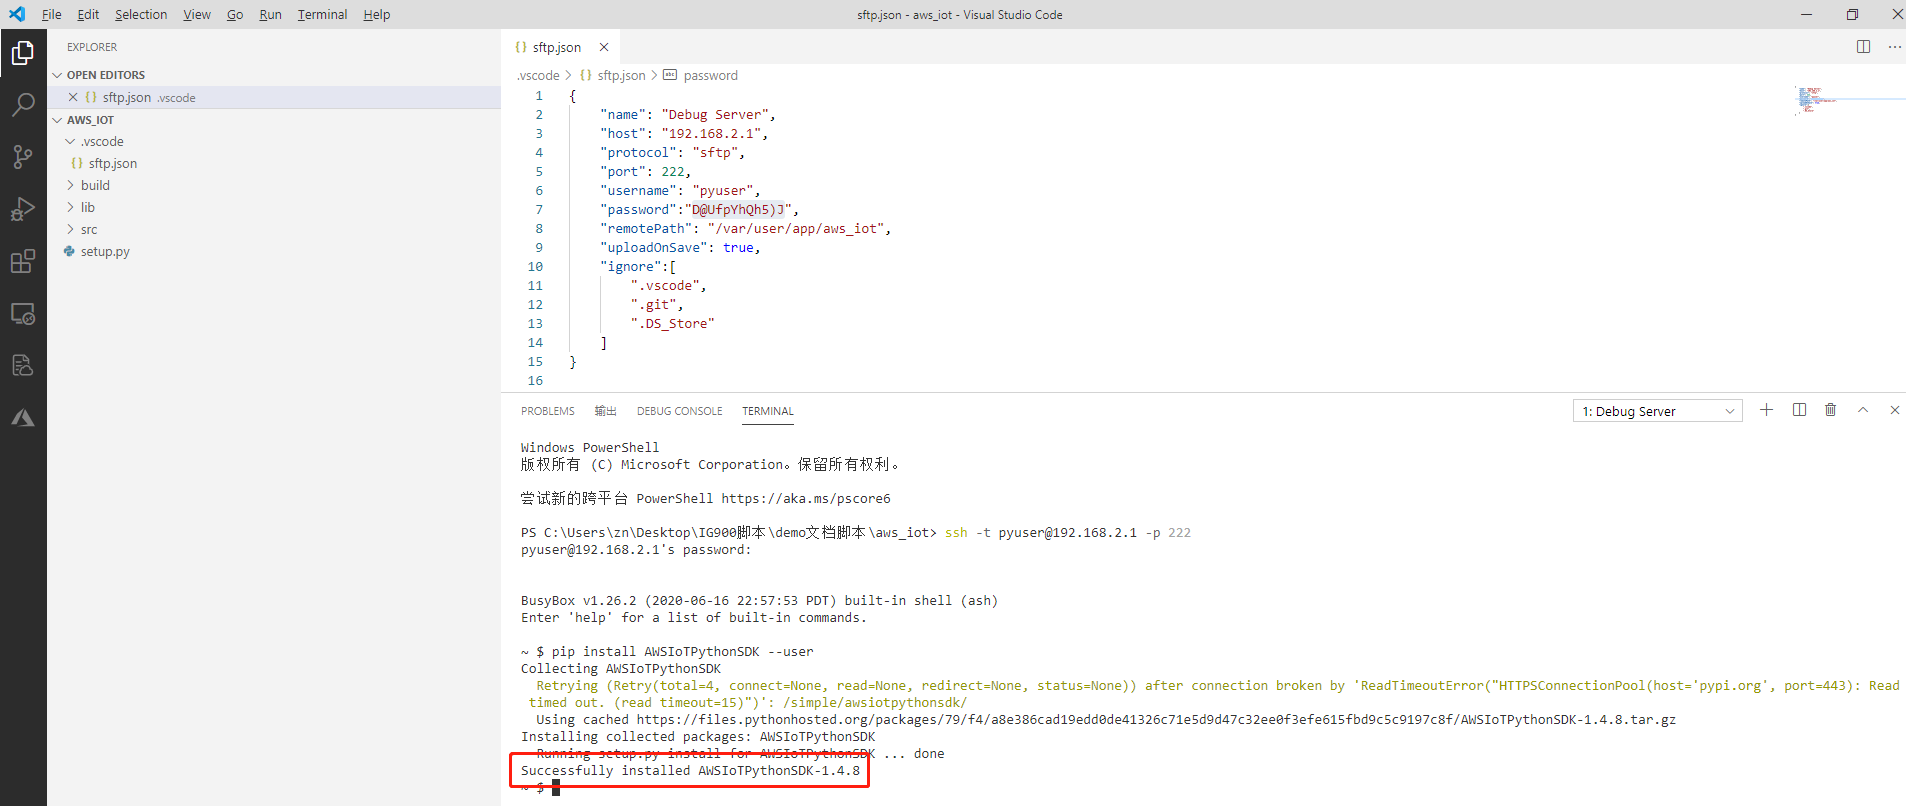 File Edit Selection View Go Run Terminal Help
sftp.json - aws_iot - Visual Studio Code
EXPLORER
OPEN EDITORS
{} sftp.json .vscode
AWS_IOT
.vscode
{} sftp.json
build
lib
src
setup.py
{} sftp.json
.vscode > {} sftp.json > abc password
1 {
2 "name": "Debug Server",
3 "host": "192.168.2.1",
4 "protocol": "sftp",
5 "port": 222,
6 "username": "pyuser",
7 "password":"D@UfpYhQh5)J",
8 "remotePath": "/var/user/app/aws_iot",
9 "uploadOnSave": true,
10 "ignore":[
11 ".vscode",
12 ".git",
13 ".DS_Store"
14 ]
15 }
16
PROBLEMS 输出 DEBUG CONSOLE TERMINAL
1: Debug Server
Windows PowerShell
版权所有 (C) Microsoft Corporation。保留所有权利。
尝试新的跨平台 PowerShell https://aka.ms/pscore6
PS C:\Users\zn\Desktop\IG900脚本\demo文档脚本\aws_iot> ssh -t pyuser@192.168.2.1 -p 222
pyuser@192.168.2.1's password:
BusyBox v1.26.2 (2020-06-16 22:57:53 PDT) built-in shell (ash)
Enter 'help' for a list of built-in commands.
~ $ pip install AWSIoTPythonSDK --user
Collecting AWSIoTPythonSDK
Retrying (Retry(total=4, connect=None, read=None, redirect=None, status=None)) after connection broken by 'ReadTimeoutError("HTTPSConnectionPool(host='pypi.org', port=443): Read
timed out. (read timeout=15)")': /simple/awsiotpythonsdk/
Using cached https://files.pythonhosted.org/packages/79/f4/a8e386cad19edd0de41326c71e5d9d47c32ee0f3efe615fbd9c5c9197c8f/AWSIoTPythonSDK-1.4.8.tar.gz
Installing collected packages: AWSIoTPythonSDK
Running setup.py install for AWSIoTPythonSDK ... done
Successfully installed AWSIoTPythonSDK-1.4.8
~ $